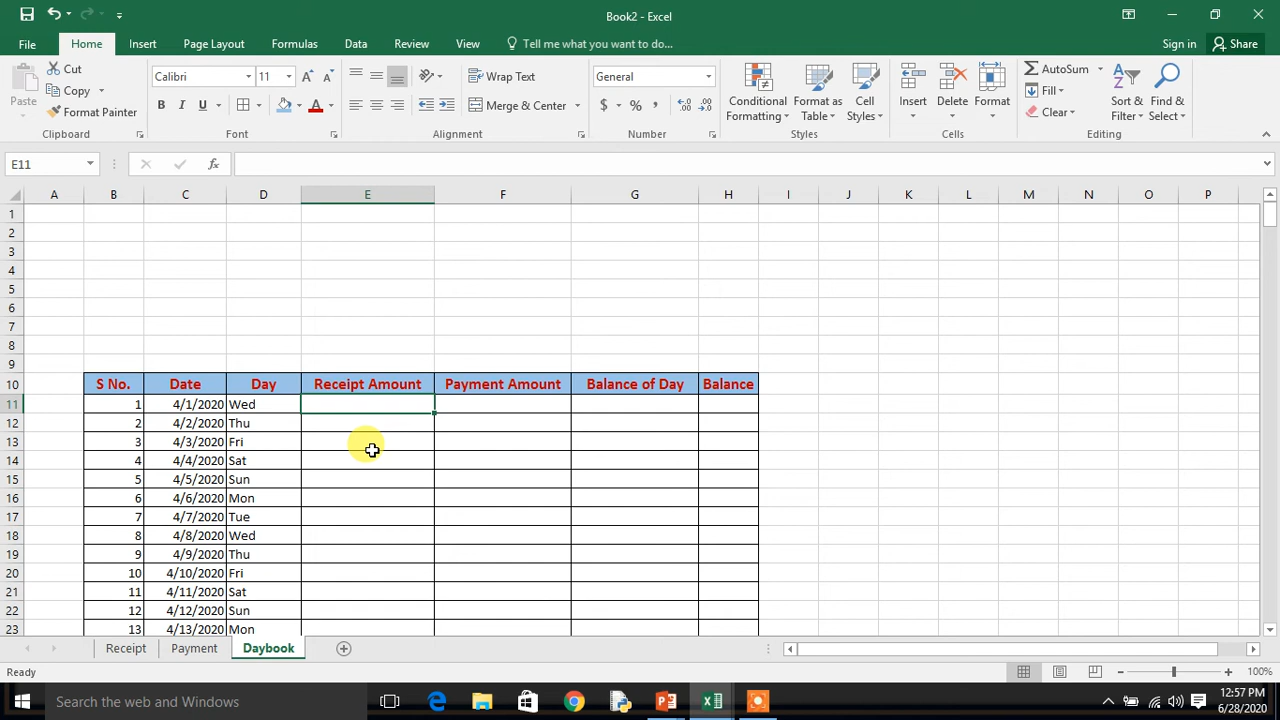 Book2 - Excel
File Home Insert Page Layout Formulas Data Review View Tell me what you want to do... Sign in Share
Paste Cut Copy Format Painter Clipboard
Calibri 11 B I U A Font
Wrap Text Merge & Center Alignment
General $ % , Number
Conditional Formatting Format as Table Cell Styles Styles
Insert Delete Format Cells
AutoSum Fill Clear Sort & Filter Find & Select Editing
E11 fx
A B C D E F G H I J K L M N O P
1
2
3
4
5
6
7
8
9
10 S No. Date Day Receipt Amount Payment Amount Balance of Day Balance
11 1 4/1/2020 Wed
12 2 4/2/2020 Thu
13 3 4/3/2020 Fri
14 4 4/4/2020 Sat
15 5 4/5/2020 Sun
16 6 4/6/2020 Mon
17 7 4/7/2020 Tue
18 8 4/8/2020 Wed
19 9 4/9/2020 Thu
20 10 4/10/2020 Fri
21 11 4/11/2020 Sat
22 12 4/12/2020 Sun
23 13 4/13/2020 Mon
Receipt Payment Daybook
Ready 100%
Search the web and Windows 12:57 PM
6/28/2020